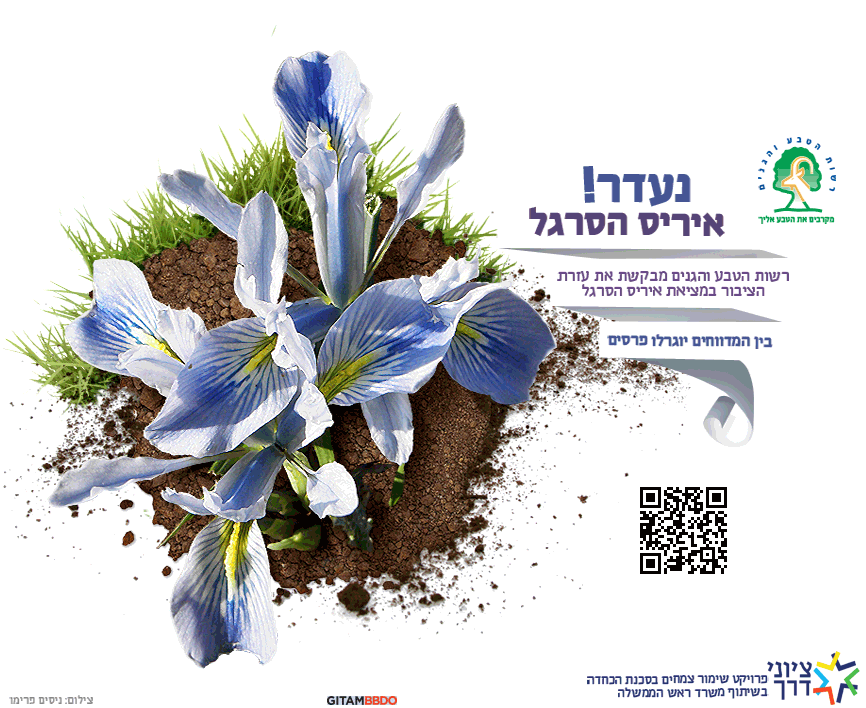 רשות הטבע והגנים
מקרבים את הטבע אליך
נעדר!
איריס הסרגל
רשות הטבע והגנים מבקשת את עזרת
הציבור במציאת איריס הסרגל
בין המדווחים יוגרלו פרסים
ציוני
דרך
פרויקט שימור צמחים בסכנת הכחדה
בשיתוף משרד ראש הממשלה
GITAMBBDO
צילום: ניסים פרימו